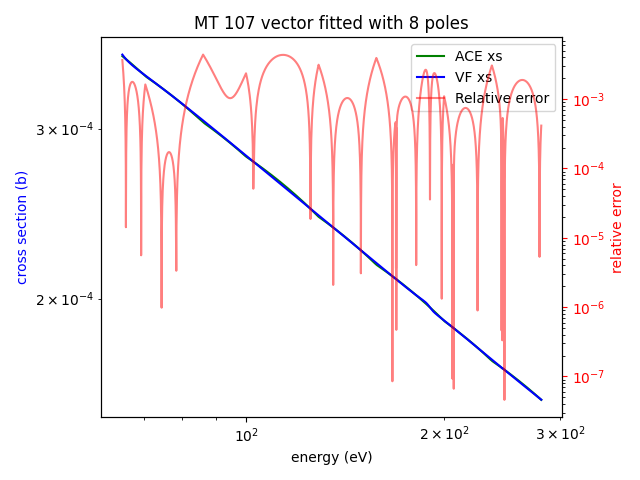 MT 107 vector fitted with 8 poles
ACE xs
VF xs
Relative error
3 × 10⁻⁴
2 × 10⁻⁴
cross section (b)
10⁻³
10⁻⁴
10⁻⁵
10⁻⁶
10⁻⁷
relative error
10²
2 × 10²
3 × 10²
energy (eV)